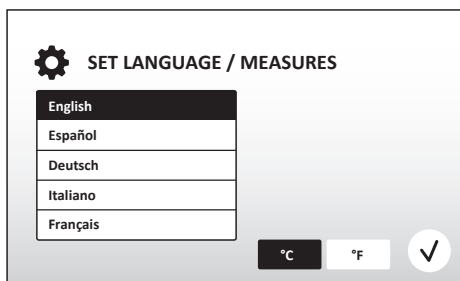 SET LANGUAGE / MEASURES
English
Español
Deutsch
Italiano
Français
°C °F